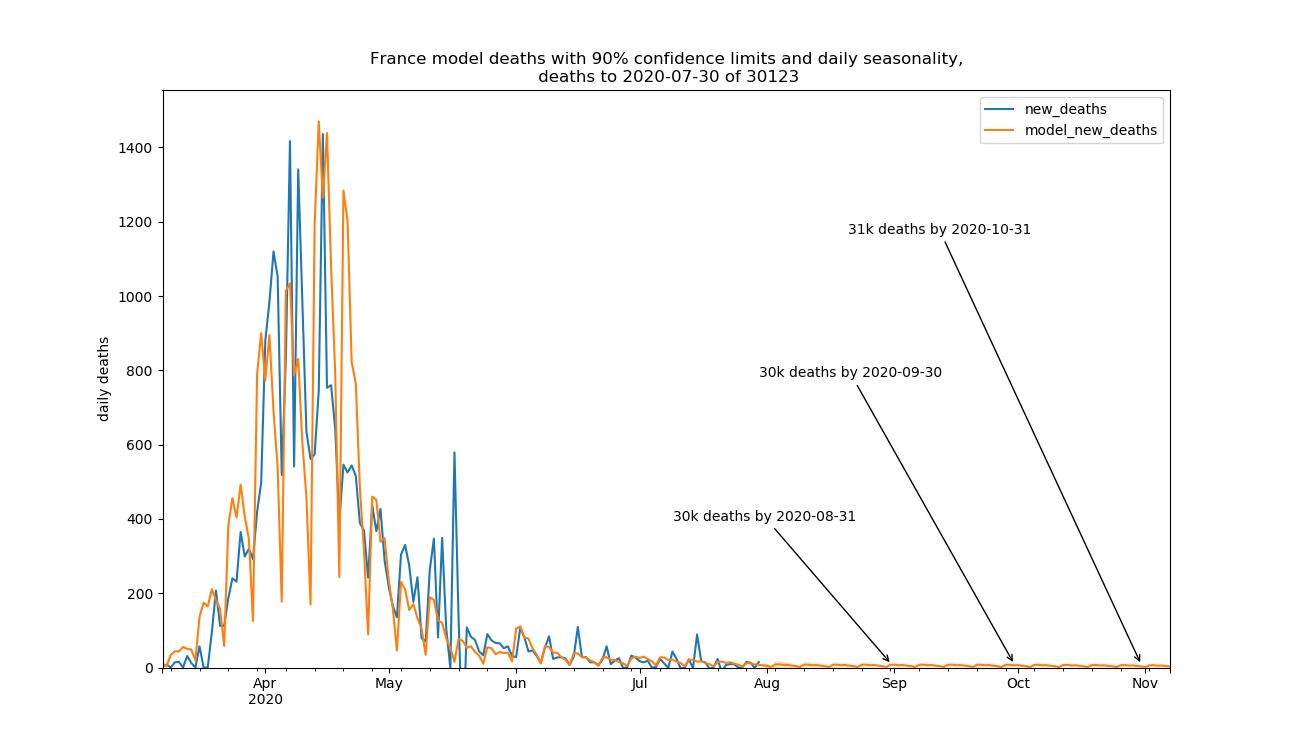 France model deaths with 90% confidence limits and daily seasonality,
deaths to 2020-07-30 of 30123
new_deaths
model_new_deaths
1400
1200
1000
800
600
400
200
0
daily deaths
31k deaths by 2020-10-31
30k deaths by 2020-09-30
30k deaths by 2020-08-31
Apr May Jun Jul Aug Sep Oct Nov
2020